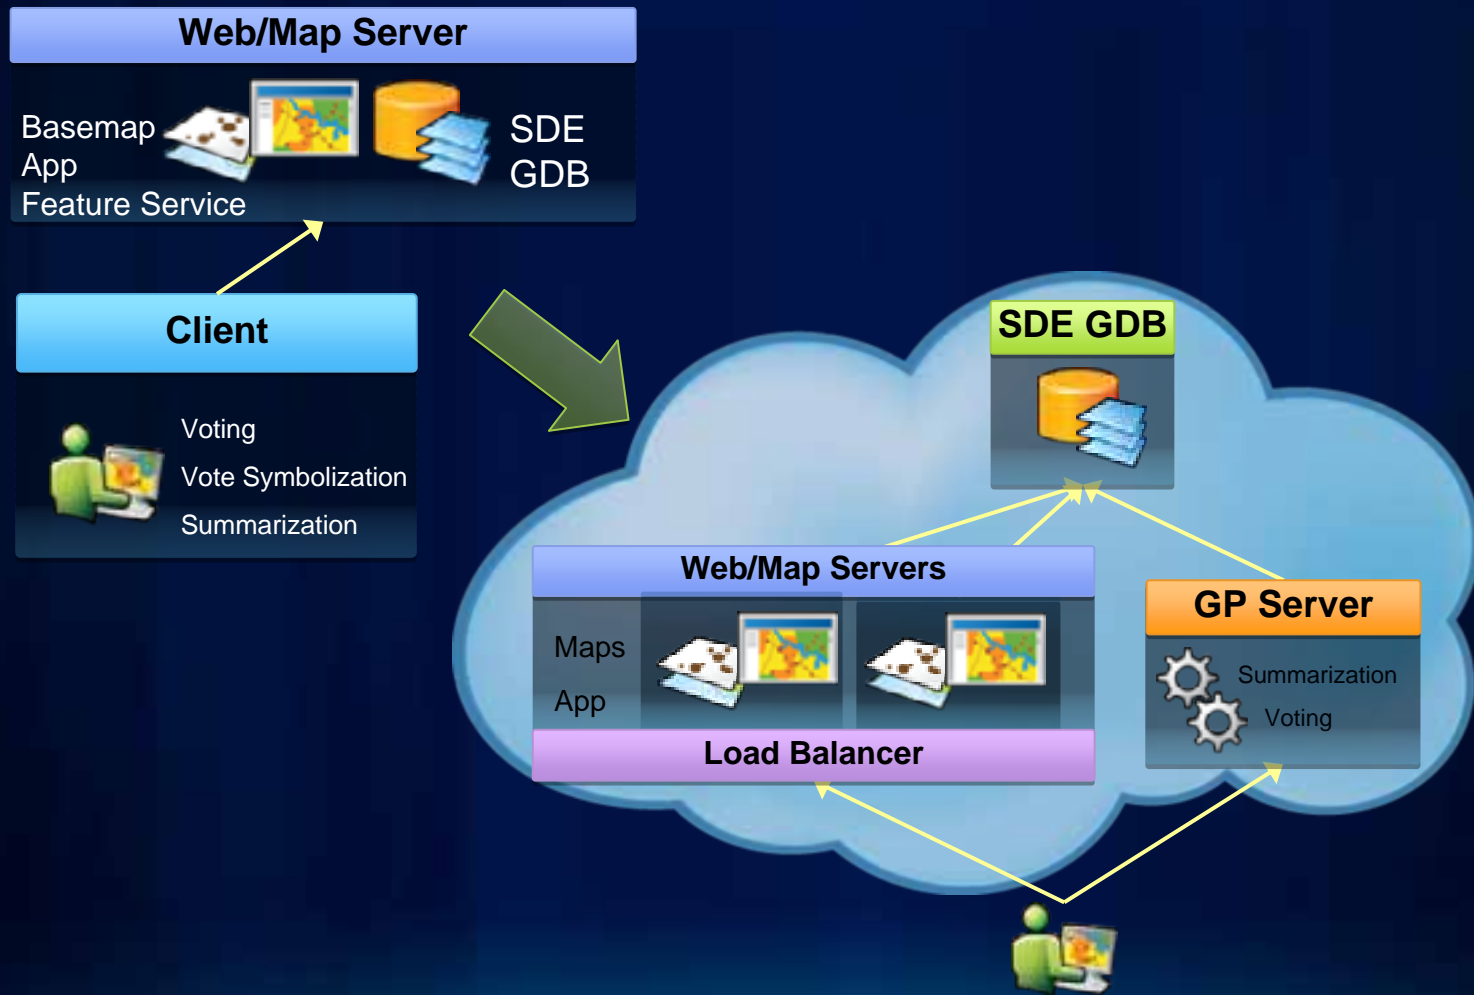 Web/Map Server
Basemap
App
Feature Service
SDE
GDB
Client
Voting
Vote Symbolization
Summarization
SDE GDB
Web/Map Servers
Maps
App
Load Balancer
GP Server
Summarization
Voting